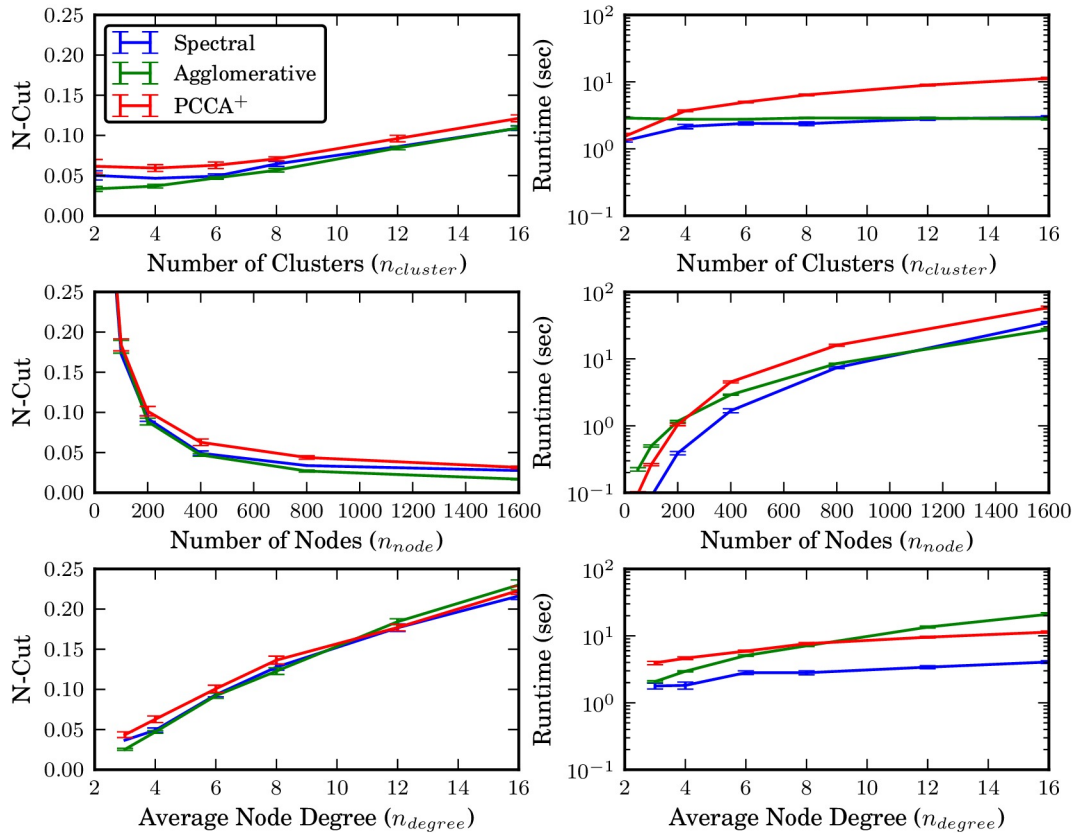 0.25
0.20
0.15
0.10
0.05
0.00
N-Cut
Spectral
Agglomerative
PCCA+
2 4 6 8 10 12 14 16
Number of Clusters (n_cluster)
10^2
10^1
10^0
10^-1
Runtime (sec)
2 4 6 8 10 12 14 16
Number of Clusters (n_cluster)
0.25
0.20
0.15
0.10
0.05
0.00
N-Cut
0 200 400 600 800 1000 1200 1400 1600
Number of Nodes (n_node)
10^2
10^1
10^0
10^-1
Runtime (sec)
0 200 400 600 800 1000 1200 1400 1600
Number of Nodes (n_node)
0.25
0.20
0.15
0.10
0.05
0.00
N-Cut
2 4 6 8 10 12 14 16
Average Node Degree (n_degree)
10^2
10^1
10^0
10^-1
Runtime (sec)
2 4 6 8 10 12 14 16
Average Node Degree (n_degree)